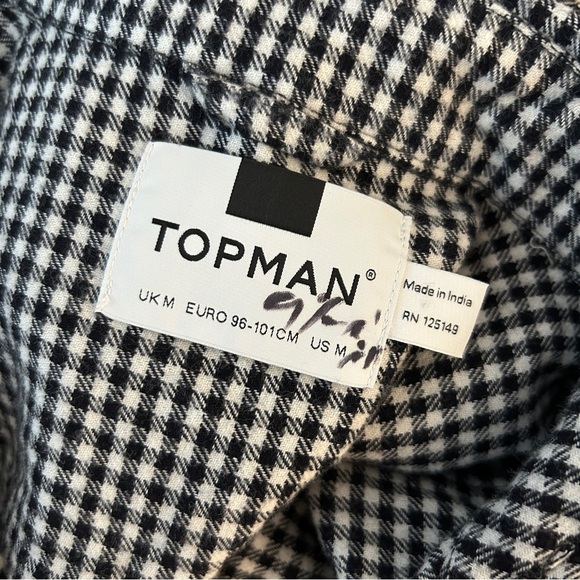 TOPMAN®
UK M EURO 96-101CM US M
Made in India
RN 125149